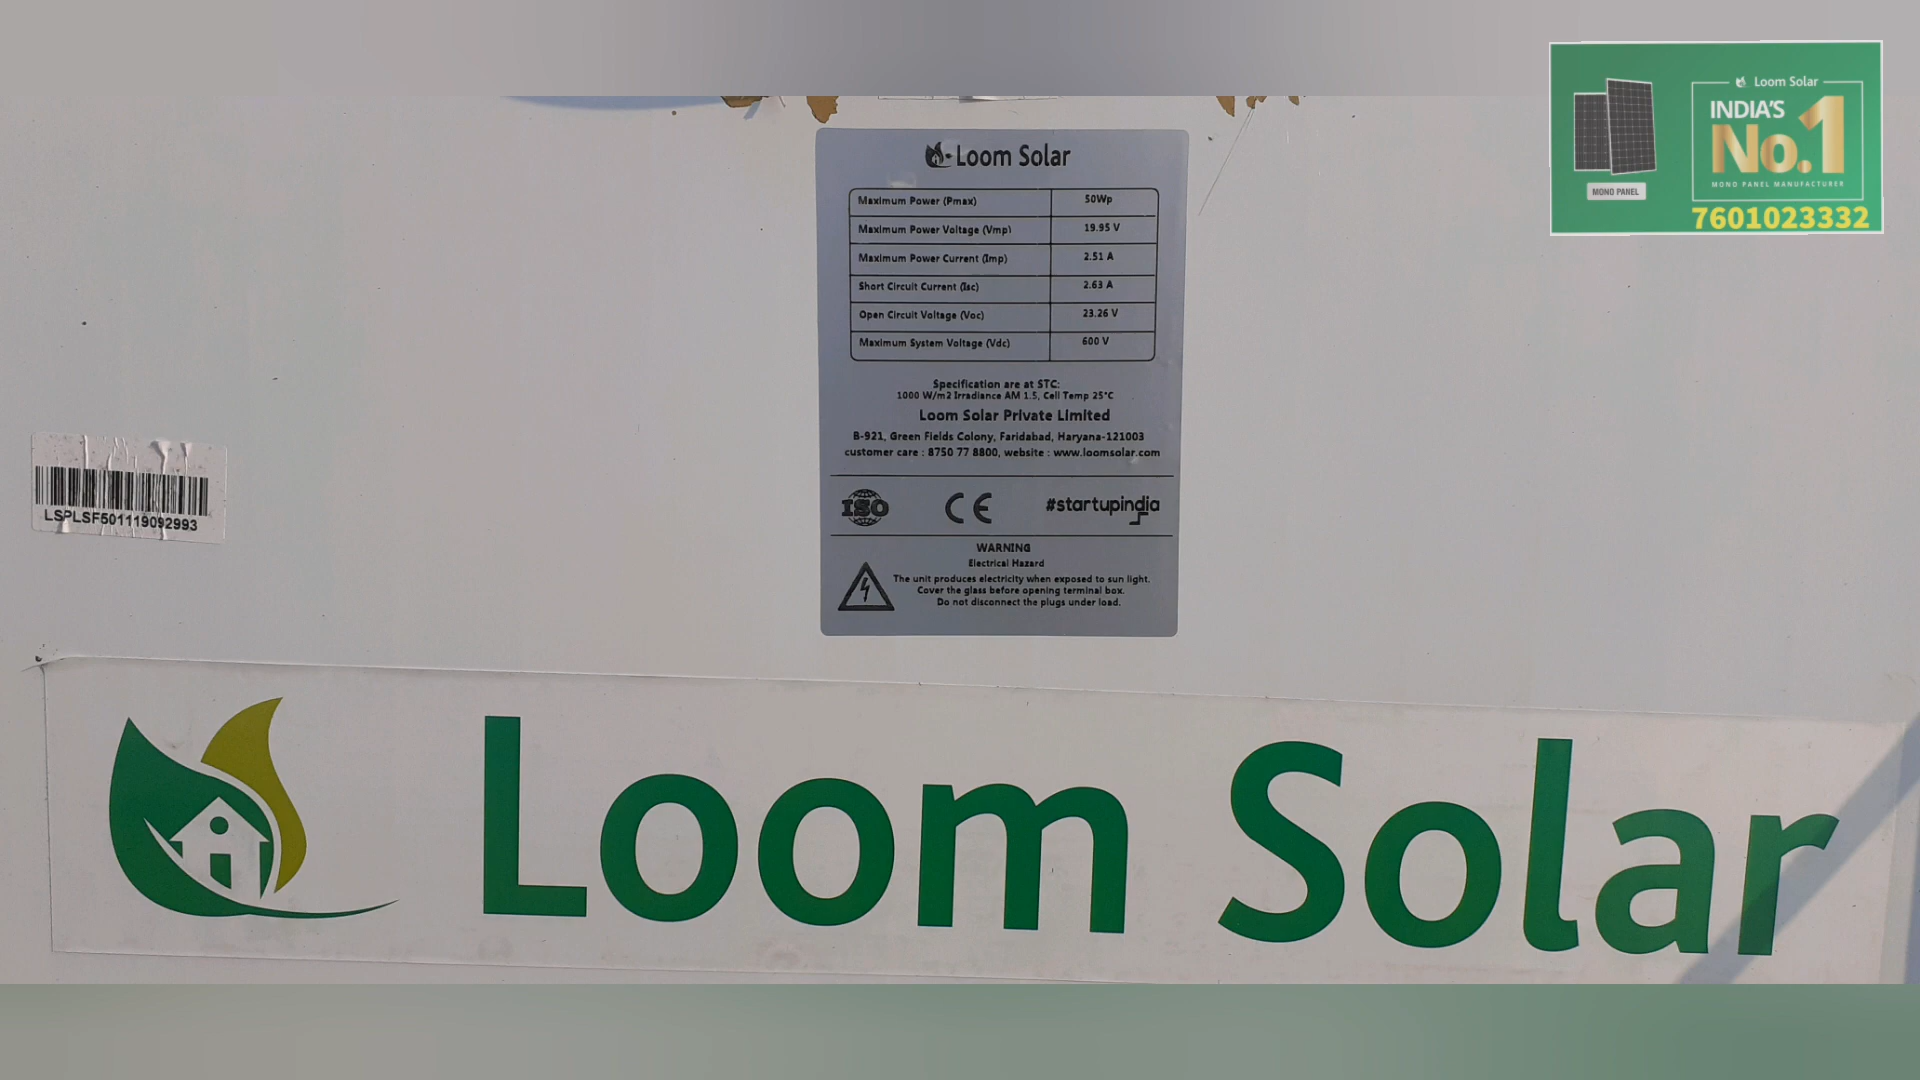 Loom Solar
INDIA'S
No.1
MONO PANEL MANUFACTURER
MONO PANEL
7601023332
Loom Solar
Maximum Power (Pmax) 50Wp
Maximum Power Voltage (Vmp) 19.95 V
Maximum Power Current (Imp) 2.51 A
Short Circuit Current (Isc) 2.63 A
Open Circuit Voltage (Voc) 23.26 V
Maximum System Voltage (Vdc) 600 V
Specification are at STC:
1000 W/m2 Irradiance AM 1.5, Cell Temp 25°C
Loom Solar Private Limited
B-921, Green Fields Colony, Faridabad, Haryana-121003
customer care : 8750 77 8800, website : www.loomsolar.com
ISO CE #startupindia
WARNING
Electrical Hazard
The unit produces electricity when exposed to sun light.
Cover the glass before opening terminal box.
Do not disconnect the plugs under load.
LSPLSF501119092993
Loom Solar